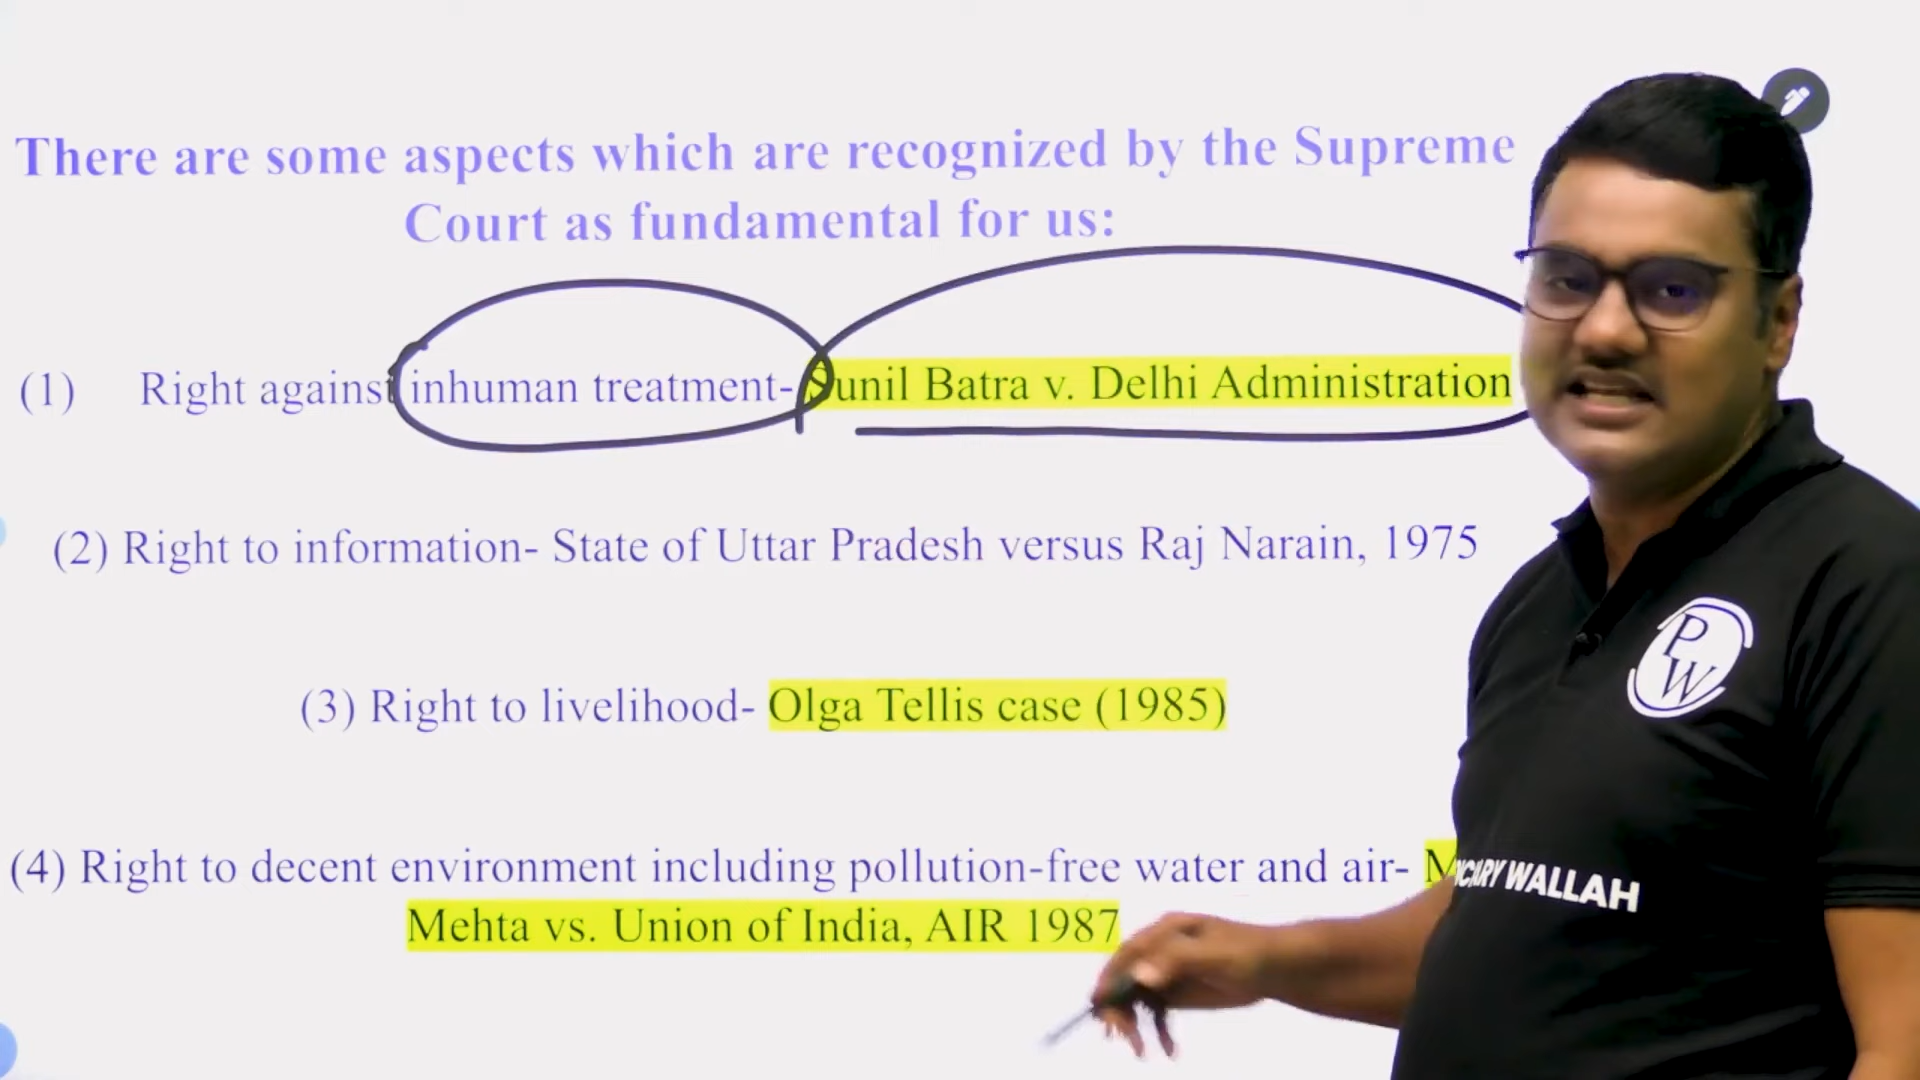 There are some aspects which are recognized by the Supreme
Court as fundamental for us:
(1) Right against inhuman treatment- Sunil Batra v. Delhi Administration
(2) Right to information- State of Uttar Pradesh versus Raj Narain, 1975
(3) Right to livelihood- Olga Tellis case (1985)
(4) Right to decent environment including pollution-free water and air- M
Mehta vs. Union of India, AIR 1987
PW
WALLAH